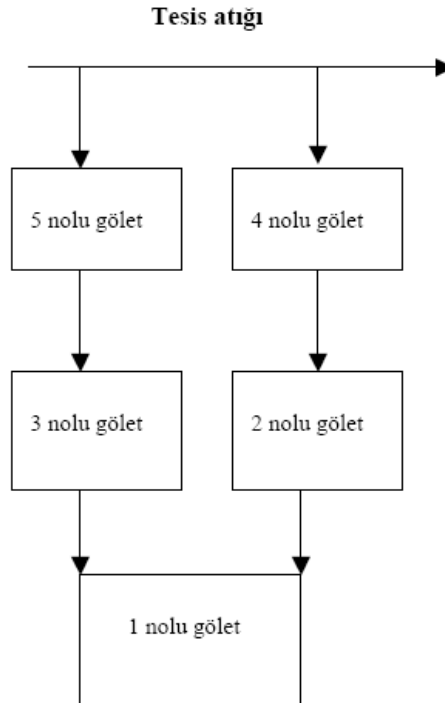 Tesis atığı
5 nolu gölet
4 nolu gölet
3 nolu gölet
2 nolu gölet
1 nolu gölet